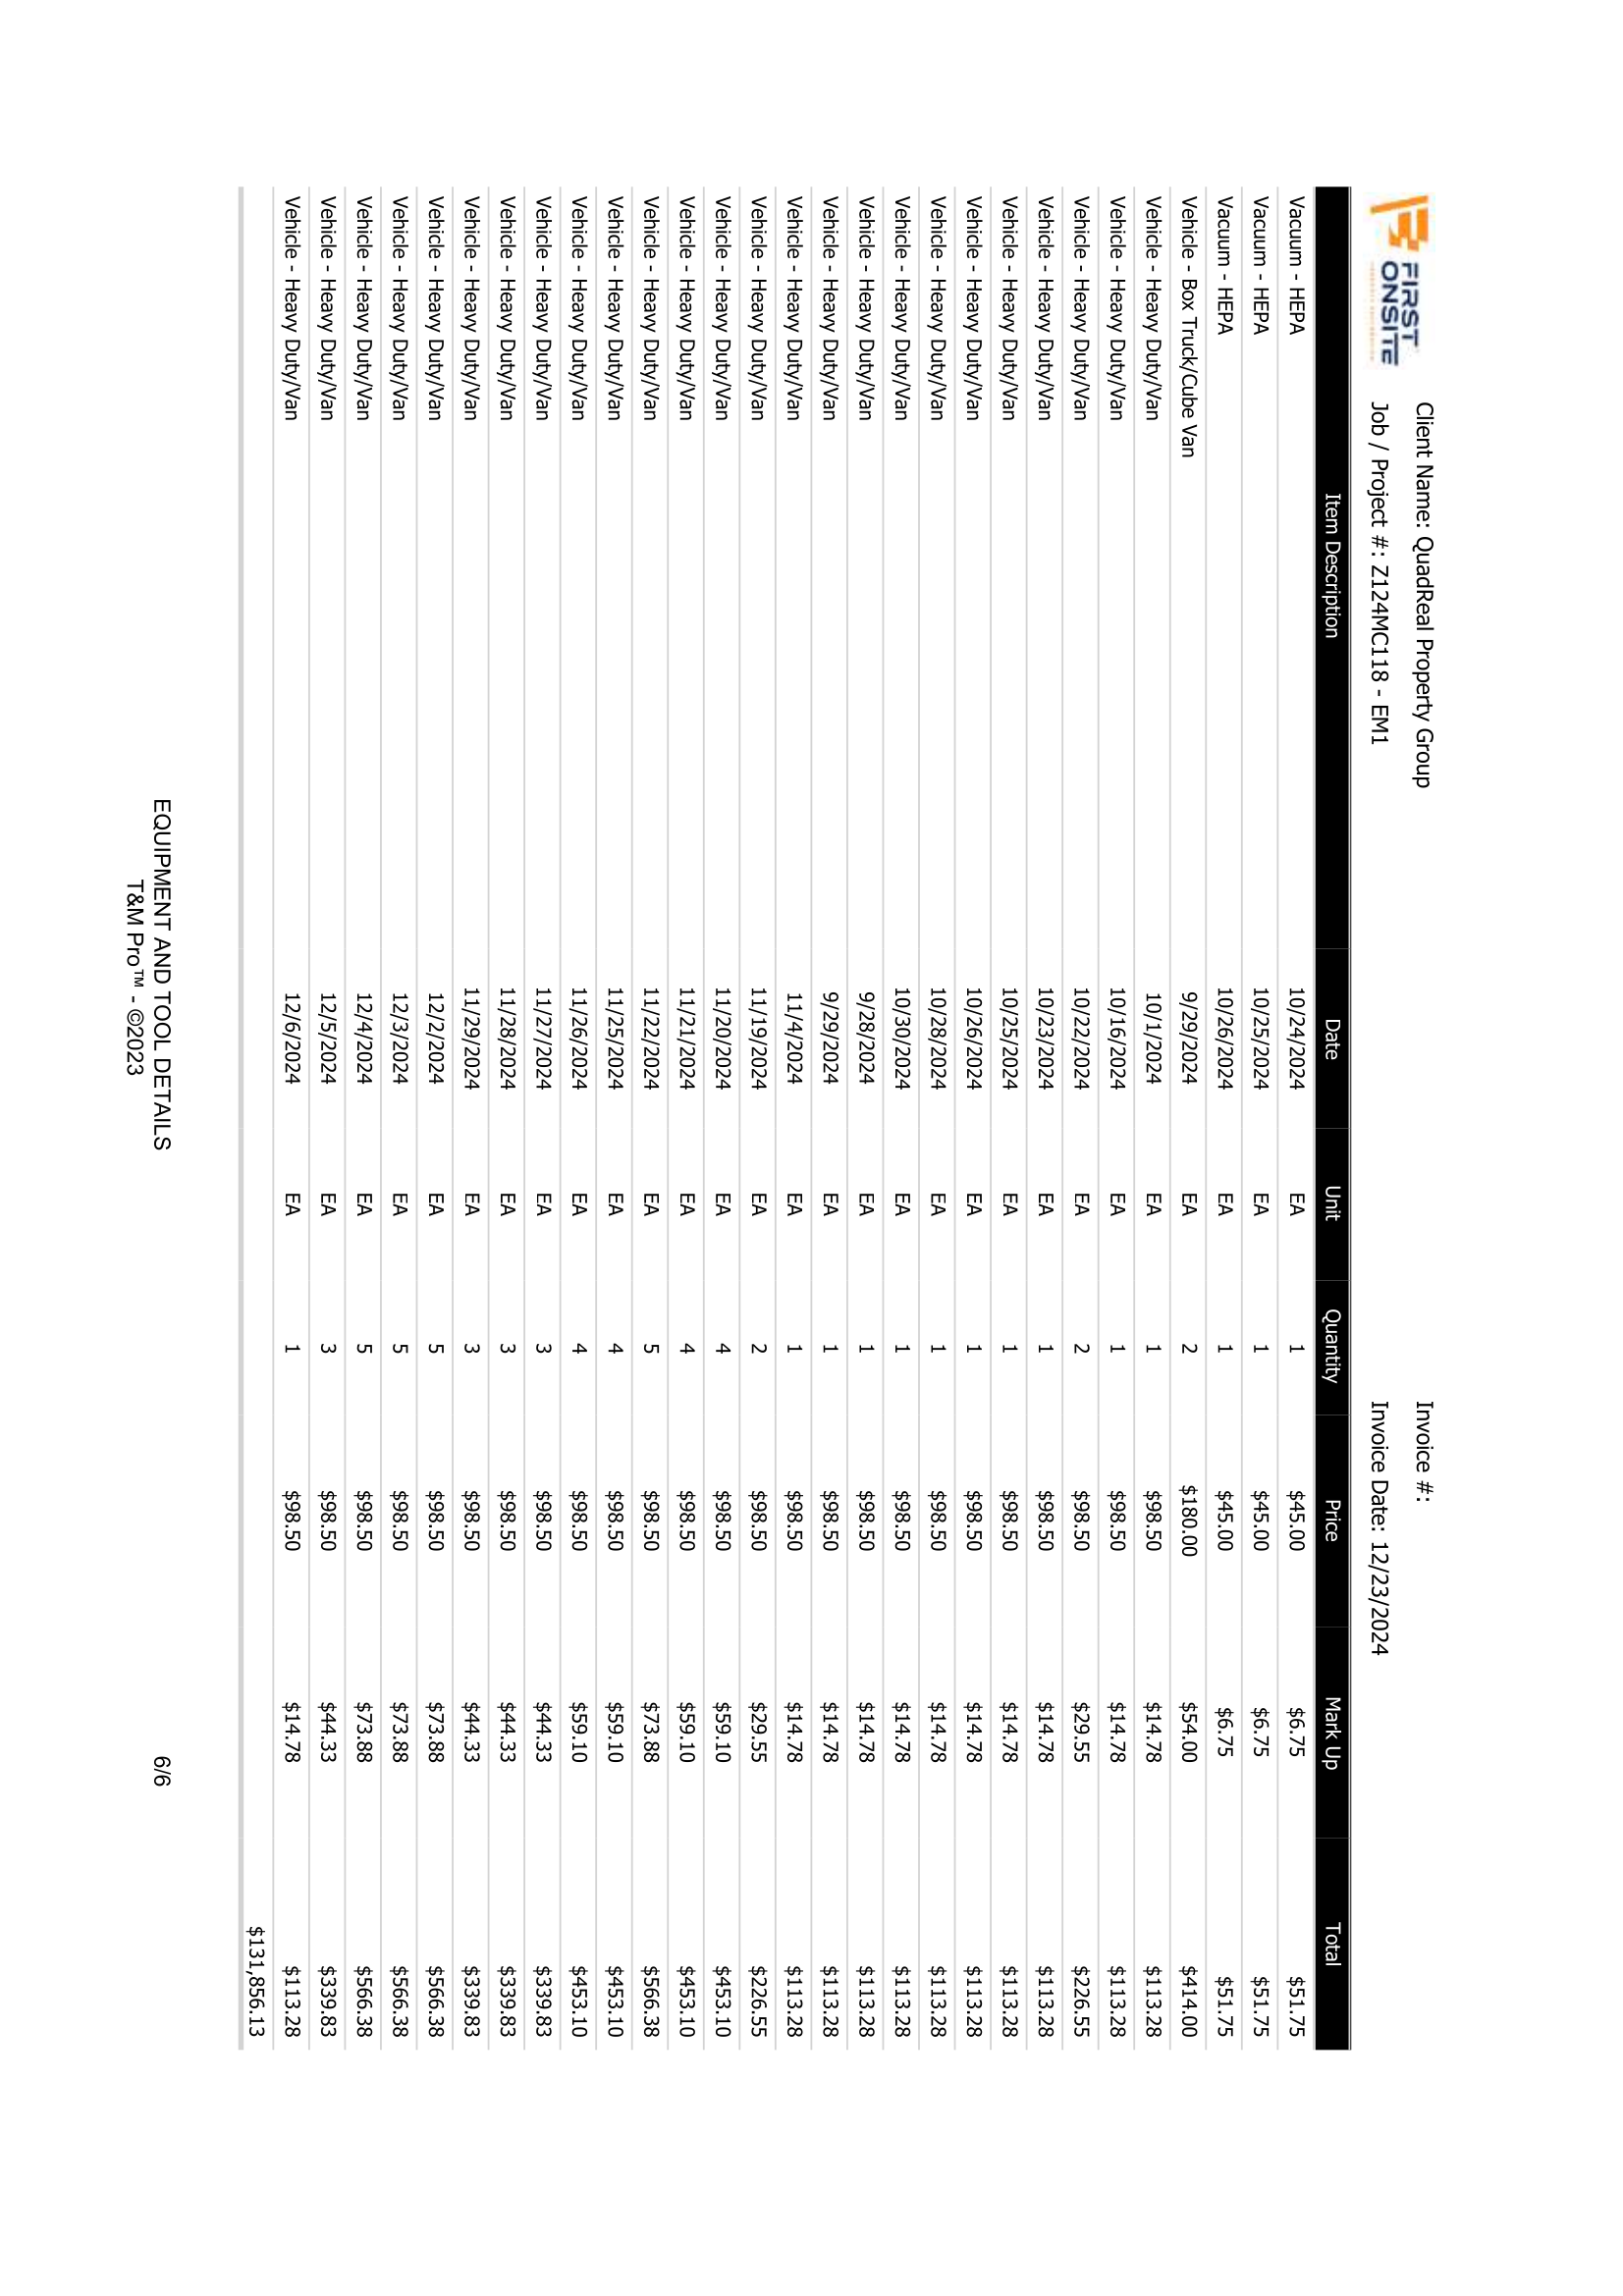 FIRST
ONSITE
Client Name: QuadReal Property Group
Invoice #:
Job / Project #: Z124MC118 - EM1
Invoice Date: 12/23/2024
Item Description Date Unit Quantity Price Mark Up Total
Vacuum - HEPA 10/24/2024 EA 1 $45.00 $6.75 $51.75
Vacuum - HEPA 10/25/2024 EA 1 $45.00 $6.75 $51.75
Vacuum - HEPA 10/26/2024 EA 1 $45.00 $6.75 $51.75
Vehicle - Box Truck/Cube Van 9/29/2024 EA 2 $180.00 $54.00 $414.00
Vehicle - Heavy Duty/Van 10/1/2024 EA 1 $98.50 $14.78 $113.28
Vehicle - Heavy Duty/Van 10/16/2024 EA 1 $98.50 $14.78 $113.28
Vehicle - Heavy Duty/Van 10/22/2024 EA 2 $98.50 $29.55 $226.55
Vehicle - Heavy Duty/Van 10/23/2024 EA 1 $98.50 $14.78 $113.28
Vehicle - Heavy Duty/Van 10/25/2024 EA 1 $98.50 $14.78 $113.28
Vehicle - Heavy Duty/Van 10/26/2024 EA 1 $98.50 $14.78 $113.28
Vehicle - Heavy Duty/Van 10/28/2024 EA 1 $98.50 $14.78 $113.28
Vehicle - Heavy Duty/Van 10/30/2024 EA 1 $98.50 $14.78 $113.28
Vehicle - Heavy Duty/Van 9/28/2024 EA 1 $98.50 $14.78 $113.28
Vehicle - Heavy Duty/Van 9/29/2024 EA 1 $98.50 $14.78 $113.28
Vehicle - Heavy Duty/Van 11/4/2024 EA 1 $98.50 $14.78 $113.28
Vehicle - Heavy Duty/Van 11/19/2024 EA 2 $98.50 $29.55 $226.55
Vehicle - Heavy Duty/Van 11/20/2024 EA 4 $98.50 $59.10 $453.10
Vehicle - Heavy Duty/Van 11/21/2024 EA 4 $98.50 $59.10 $453.10
Vehicle - Heavy Duty/Van 11/22/2024 EA 5 $98.50 $73.88 $566.38
Vehicle - Heavy Duty/Van 11/25/2024 EA 4 $98.50 $59.10 $453.10
Vehicle - Heavy Duty/Van 11/26/2024 EA 4 $98.50 $59.10 $453.10
Vehicle - Heavy Duty/Van 11/27/2024 EA 3 $98.50 $44.33 $339.83
Vehicle - Heavy Duty/Van 11/28/2024 EA 3 $98.50 $44.33 $339.83
Vehicle - Heavy Duty/Van 11/29/2024 EA 3 $98.50 $44.33 $339.83
Vehicle - Heavy Duty/Van 12/2/2024 EA 5 $98.50 $73.88 $566.38
Vehicle - Heavy Duty/Van 12/3/2024 EA 5 $98.50 $73.88 $566.38
Vehicle - Heavy Duty/Van 12/4/2024 EA 5 $98.50 $73.88 $566.38
Vehicle - Heavy Duty/Van 12/5/2024 EA 3 $98.50 $44.33 $339.83
Vehicle - Heavy Duty/Van 12/6/2024 EA 1 $98.50 $14.78 $113.28
$131,856.13
EQUIPMENT AND TOOL DETAILS 6/6
T&M Pro™ - ©2023